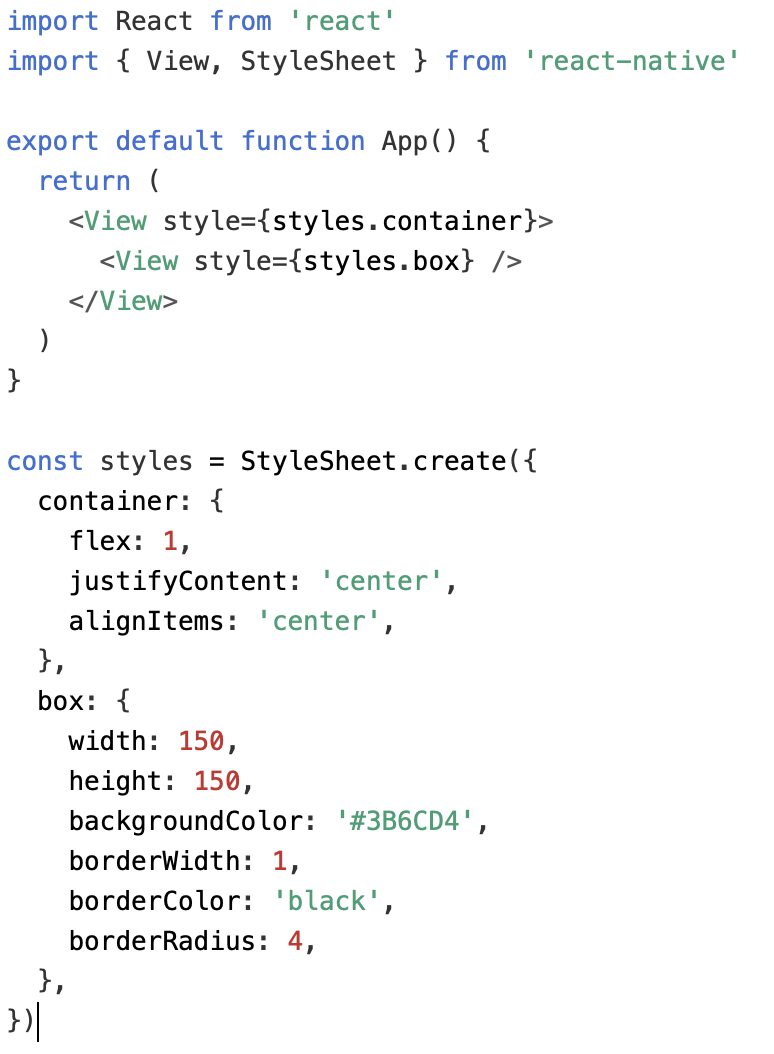 import React from 'react'
import { View, StyleSheet } from 'react-native'

export default function App() {
  return (
    <View style={styles.container}>
      <View style={styles.box} />
    </View>
  )
}

const styles = StyleSheet.create({
  container: {
    flex: 1,
    justifyContent: 'center',
    alignItems: 'center',
  },
  box: {
    width: 150,
    height: 150,
    backgroundColor: '#3B6CD4',
    borderWidth: 1,
    borderColor: 'black',
    borderRadius: 4,
  },
})